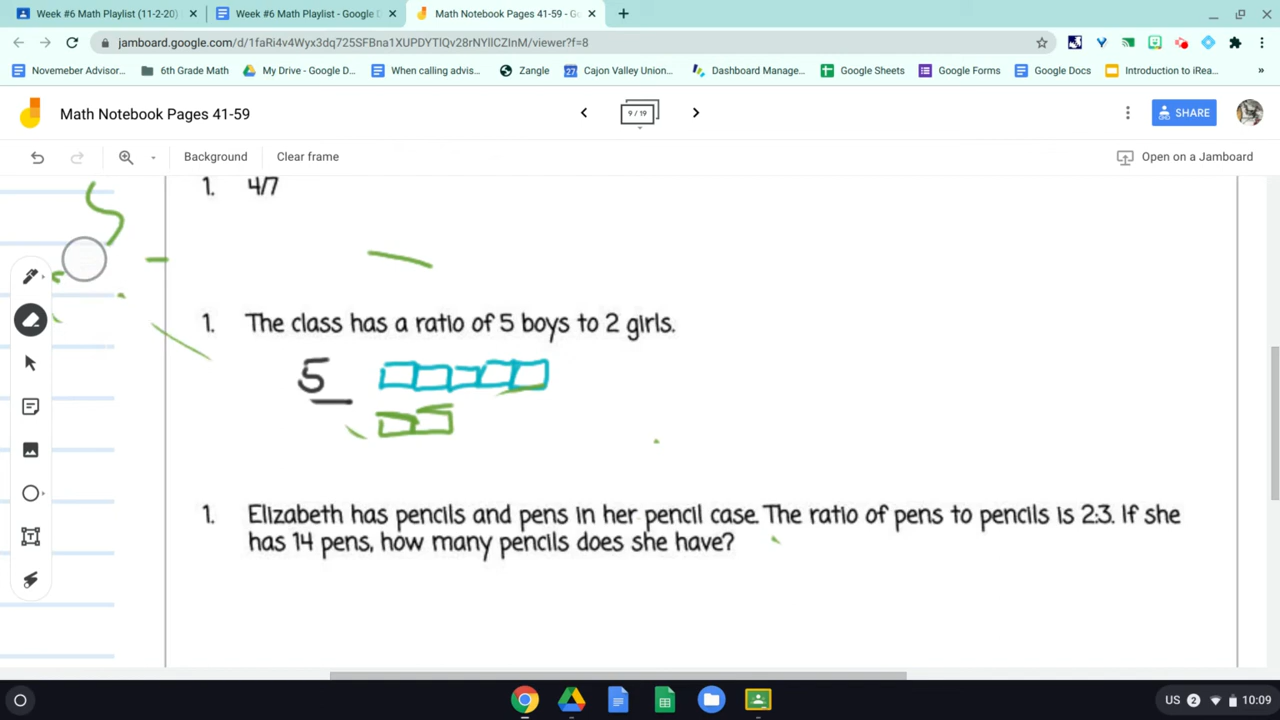 Week #6 Math Playlist (11-2-20)
Week #6 Math Playlist - Google D
Math Notebook Pages 41-59 - Go
jamboard.google.com/d/1faRi4v4Wyx3dq725SFBna1XUPDYTlQv28rNYllCZlnM/viewer?f=8
Novemeber Advisor... 6th Grade Math My Drive - Google D... When calling advis... Zangle Cajon Valley Union... Dashboard Manage... Google Sheets Google Forms Google Docs Introduction to iRea... »
Math Notebook Pages 41-59 9 / 19 SHARE
Background Clear frame Open on a Jamboard
1. 4/7
1. The class has a ratio of 5 boys to 2 girls.
5
1. Elizabeth has pencils and pens in her pencil case. The ratio of pens to pencils is 2:3. If she
has 14 pens, how many pencils does she have?
US 2 10:09